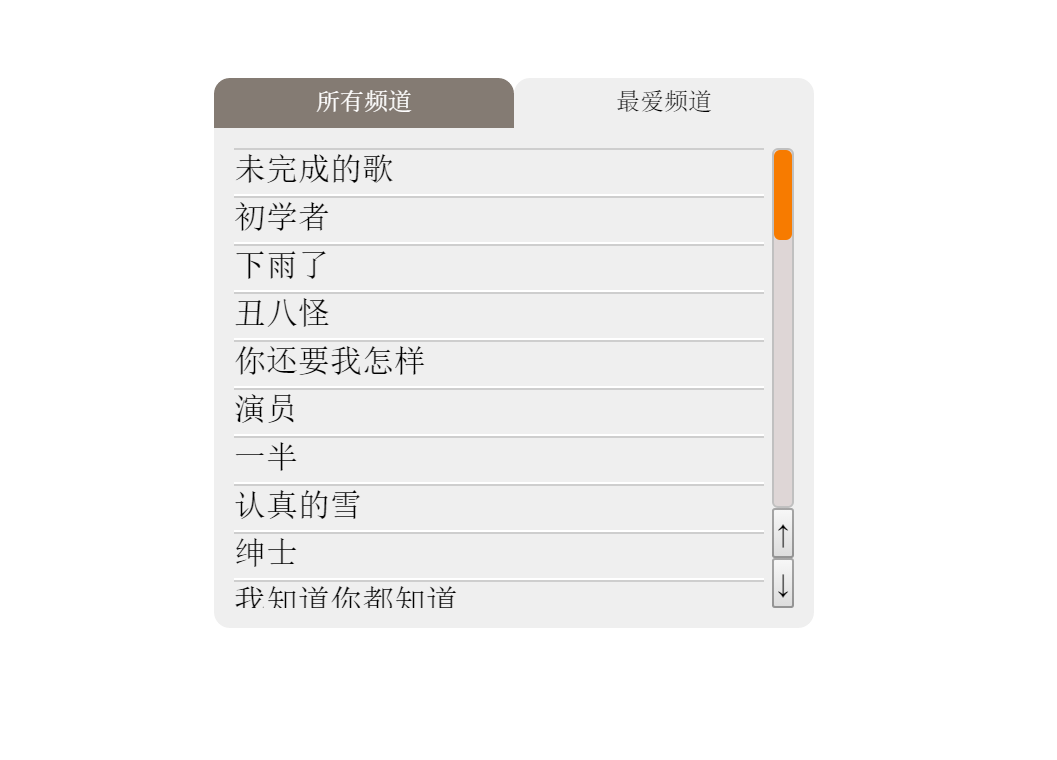 所有频道
最爱频道
未完成的歌
初学者
下雨了
丑八怪
你还要我怎样
演员
一半
认真的雪
绅士
我知道你都知道
↑
↓